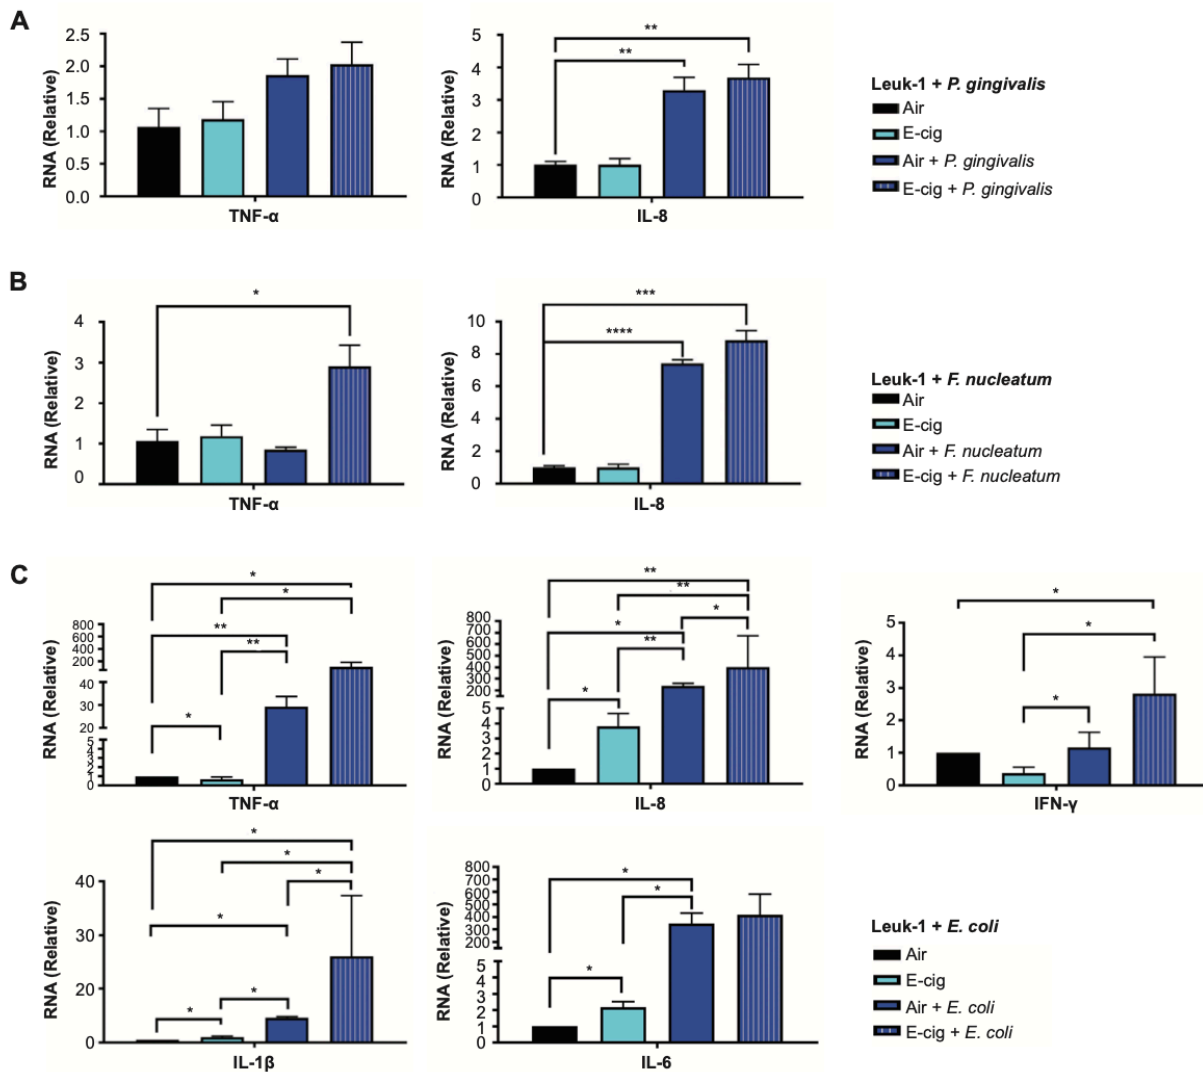 A
RNA (Relative)
2.5
2.0
1.5
1.0
0.5
0.0
TNF-α
RNA (Relative)
5
4
3
2
1
0
**
**
IL-8
Leuk-1 + P. gingivalis
Air
E-cig
Air + P. gingivalis
E-cig + P. gingivalis
B
RNA (Relative)
4
3
2
1
0
*
TNF-α
RNA (Relative)
10
8
6
4
2
0
***
****
IL-8
Leuk-1 + F. nucleatum
Air
E-cig
Air + F. nucleatum
E-cig + F. nucleatum
C
RNA (Relative)
800
600
400
200
40
30
20
5
4
3
2
1
0
*
*
**
**
*
TNF-α
RNA (Relative)
800
700
600
500
400
300
200
5
4
3
2
1
0
**
**
*
*
**
*
IL-8
RNA (Relative)
5
4
3
2
1
0
*
*
*
IFN-γ
RNA (Relative)
40
30
20
10
0
*
*
*
*
*
*
IL-1β
RNA (Relative)
800
700
600
500
400
300
200
5
4
3
2
1
0
*
*
*
IL-6
Leuk-1 + E. coli
Air
E-cig
Air + E. coli
E-cig + E. coli